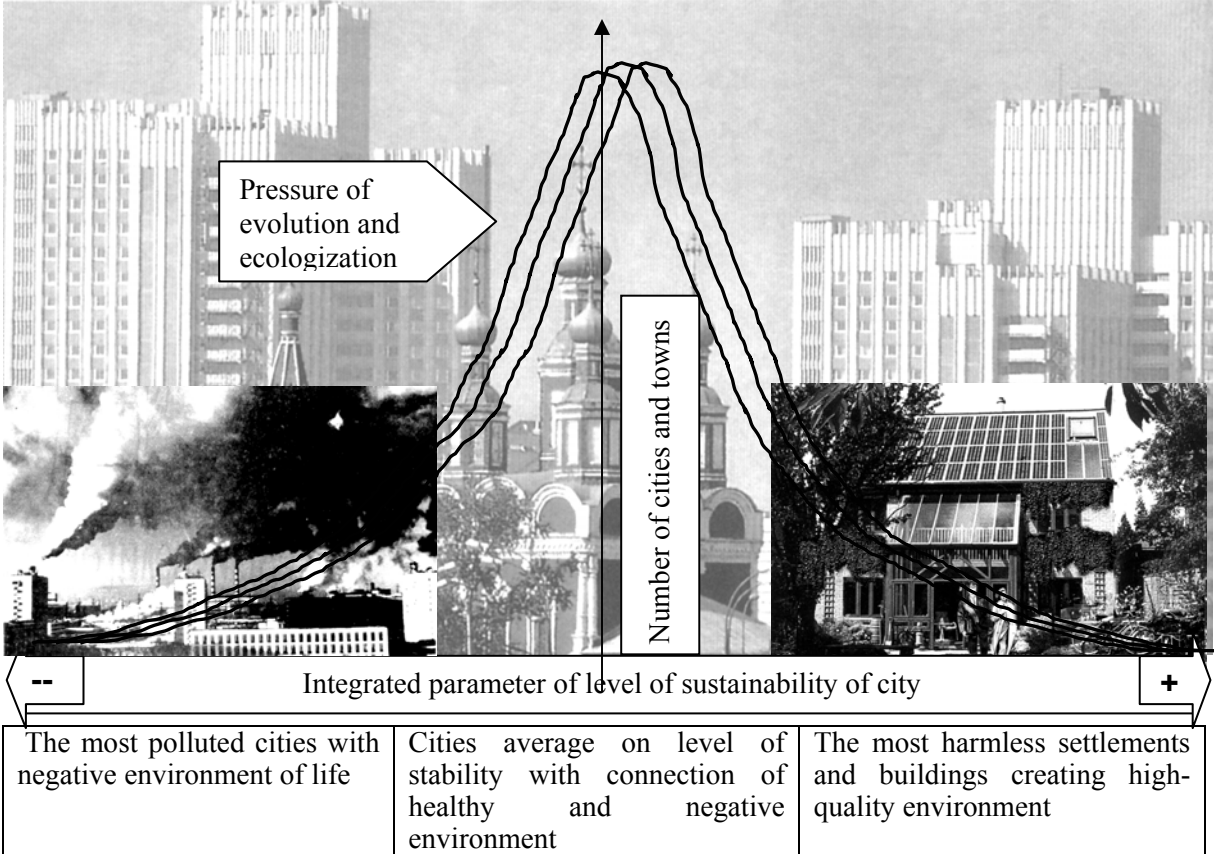 Pressure of
evolution and
ecologization
Number of cities and towns
--
Integrated parameter of level of sustainability of city
+
The most polluted cities with
negative environment of life
Cities average on level of
stability with connection of
healthy and negative
environment
The most harmless settlements
and buildings creating high-
quality environment